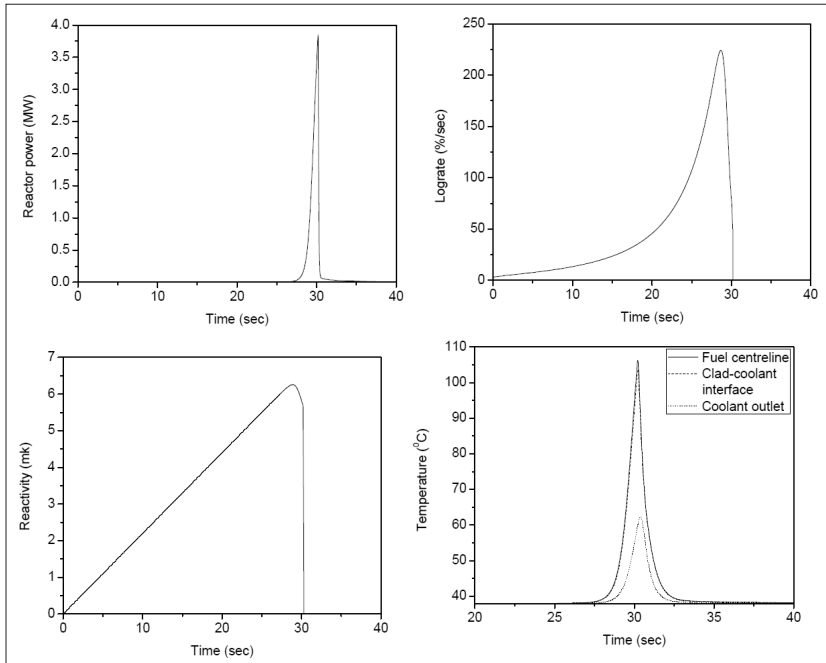 4.0
3.5
3.0
2.5
2.0
1.5
1.0
0.5
0.0
Reactor power (MW)
0 10 20 30 40
Time (sec)
250
200
150
100
50
0
Lograte (%/sec)
0 10 20 30 40
Time (sec)
7
6
5
4
3
2
1
0
Reactivity (mk)
0 10 20 30 40
Time (sec)
110
100
90
80
70
60
50
40
Temperature (⁰C)
Fuel centreline
Clad-coolant
interface
Coolant outlet
20 25 30 35 40
Time (sec)